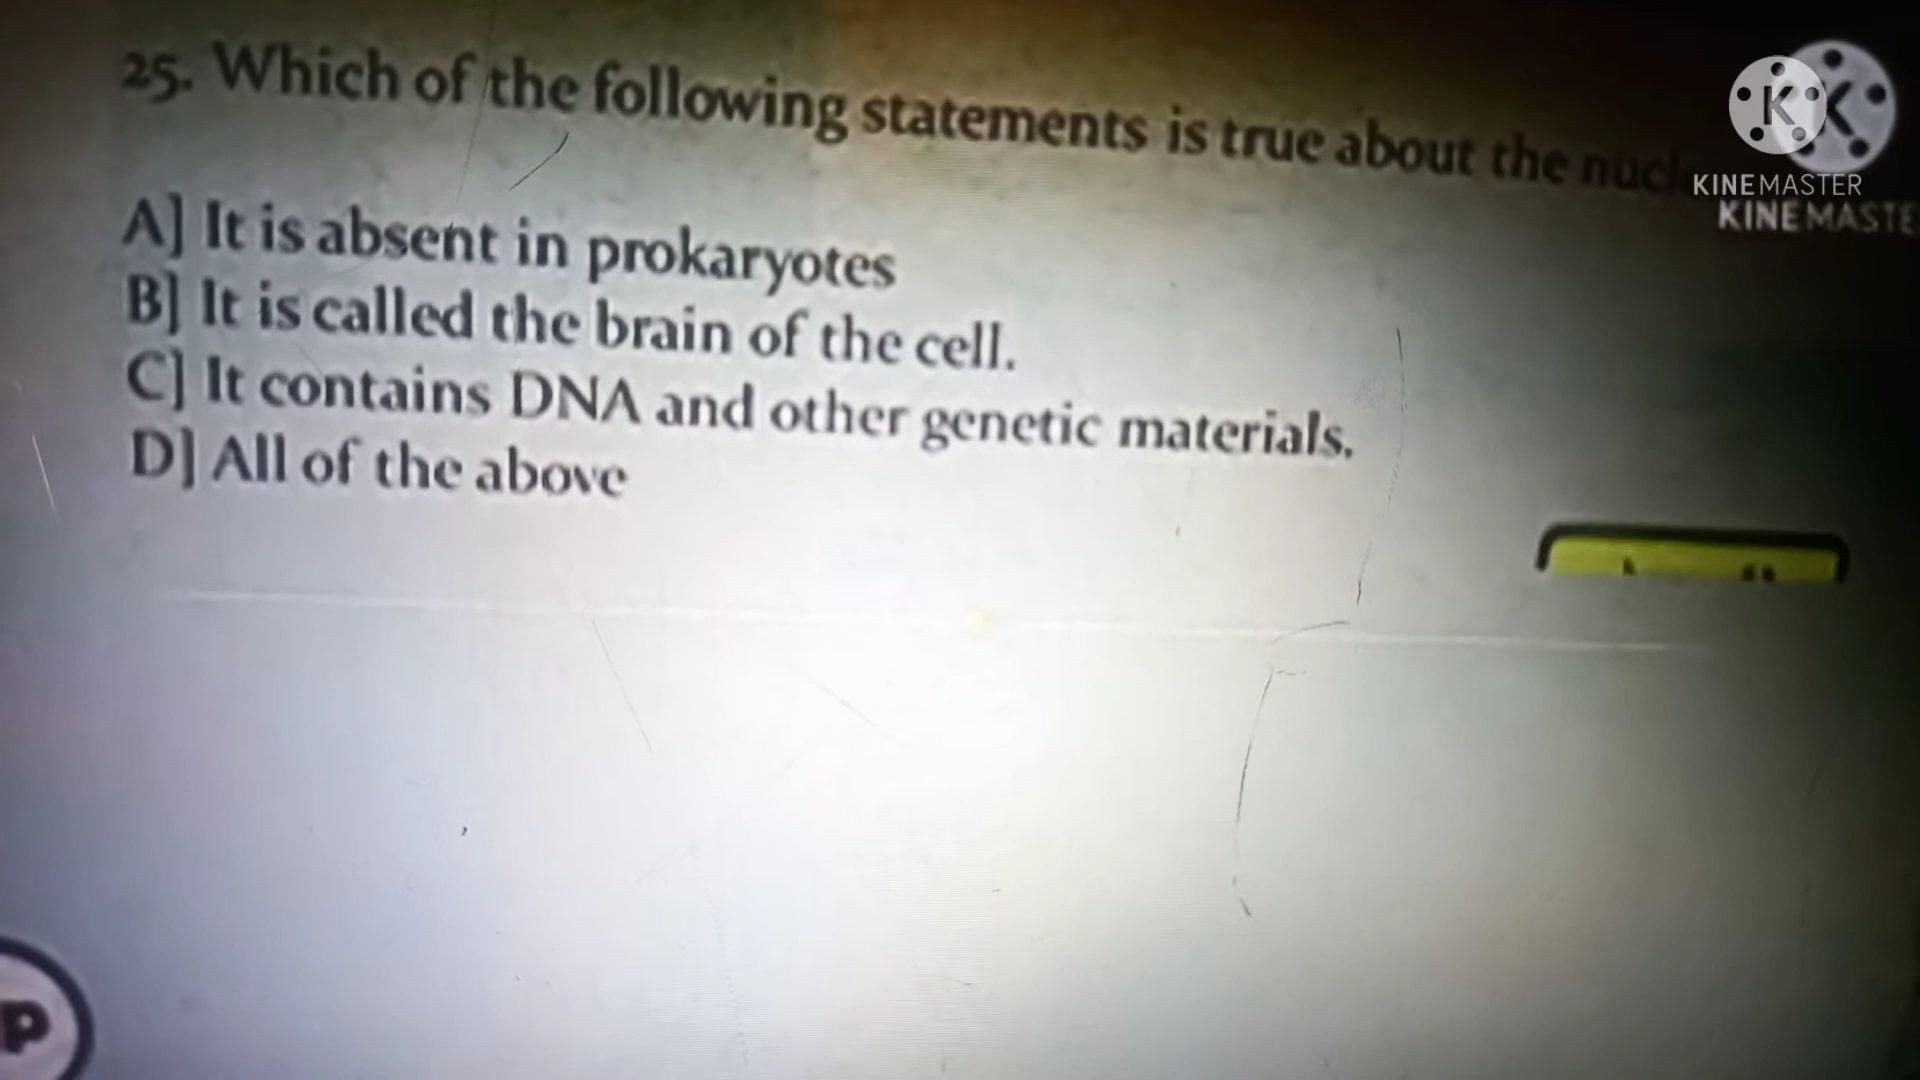 25. Which of the following statements is true about the
A] It is absent in prokaryotes
B] It is called the brain of the cell.
C] It contains DNA and other genetic materials.
D] All of the above
K K
KINEMASTER
KINEMASTE
P